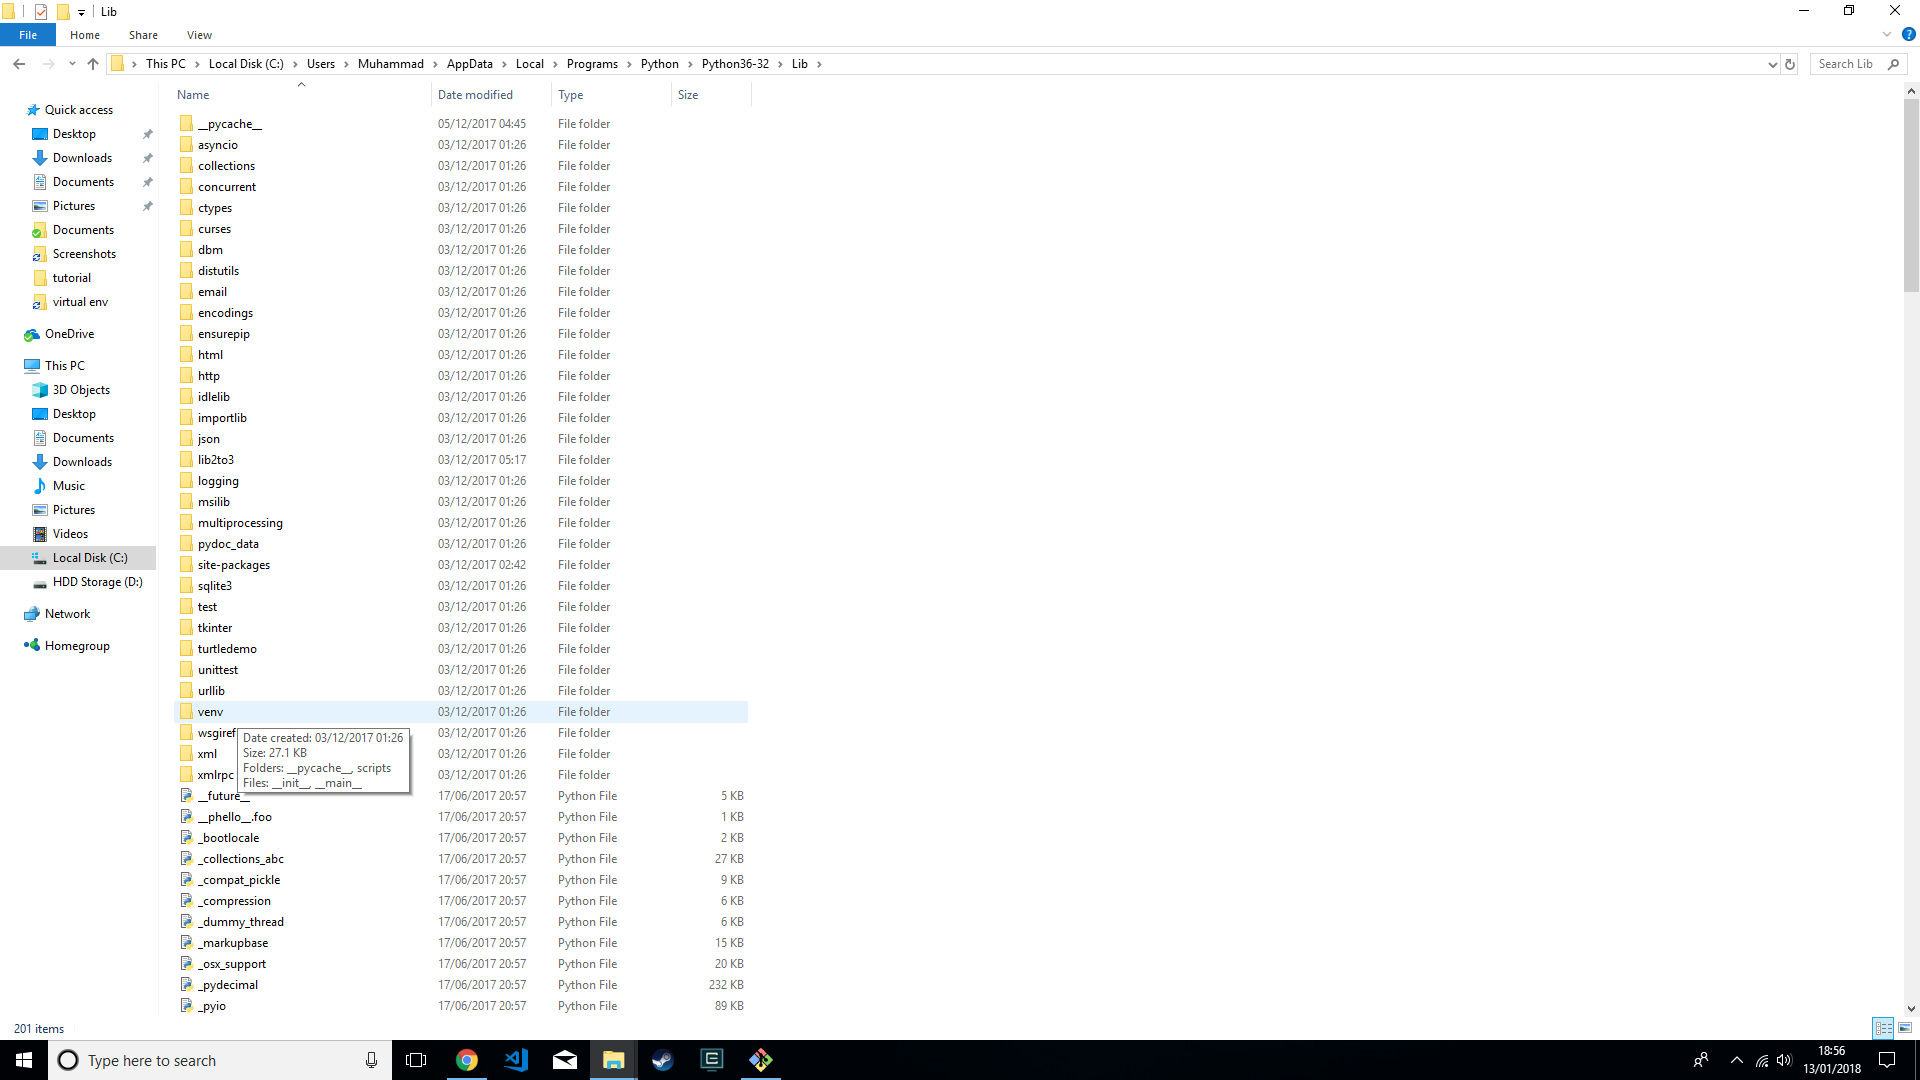 Lib
File Home Share View
This PC Local Disk (C:) Users Muhammad AppData Local Programs Python Python36-32 Lib
Search Lib
Name Date modified Type Size
Quick access
Desktop
Downloads
Documents
Pictures
Documents
Screenshots
tutorial
virtual env
OneDrive
This PC
3D Objects
Desktop
Documents
Downloads
Music
Pictures
Videos
Local Disk (C:)
HDD Storage (D:)
Network
Homegroup
__pycache__ 05/12/2017 04:45 File folder
asyncio 03/12/2017 01:26 File folder
collections 03/12/2017 01:26 File folder
concurrent 03/12/2017 01:26 File folder
ctypes 03/12/2017 01:26 File folder
curses 03/12/2017 01:26 File folder
dbm 03/12/2017 01:26 File folder
distutils 03/12/2017 01:26 File folder
email 03/12/2017 01:26 File folder
encodings 03/12/2017 01:26 File folder
ensurepip 03/12/2017 01:26 File folder
html 03/12/2017 01:26 File folder
http 03/12/2017 01:26 File folder
idlelib 03/12/2017 01:26 File folder
importlib 03/12/2017 01:26 File folder
json 03/12/2017 01:26 File folder
lib2to3 03/12/2017 05:17 File folder
logging 03/12/2017 01:26 File folder
msilib 03/12/2017 01:26 File folder
multiprocessing 03/12/2017 01:26 File folder
pydoc_data 03/12/2017 01:26 File folder
site-packages 03/12/2017 02:42 File folder
sqlite3 03/12/2017 01:26 File folder
test 03/12/2017 01:26 File folder
tkinter 03/12/2017 01:26 File folder
turtledemo 03/12/2017 01:26 File folder
unittest 03/12/2017 01:26 File folder
urllib 03/12/2017 01:26 File folder
venv 03/12/2017 01:26 File folder
wsgiref 03/12/2017 01:26 File folder
xml 03/12/2017 01:26 File folder
xmlrpc 03/12/2017 01:26 File folder
Date created: 03/12/2017 01:26
Size: 27.1 KB
Folders: __pycache__, scripts
Files: __init__, __main__
__future__ 17/06/2017 20:57 Python File 5 KB
__phello__.foo 17/06/2017 20:57 Python File 1 KB
_bootlocale 17/06/2017 20:57 Python File 2 KB
_collections_abc 17/06/2017 20:57 Python File 27 KB
_compat_pickle 17/06/2017 20:57 Python File 9 KB
_compression 17/06/2017 20:57 Python File 6 KB
_dummy_thread 17/06/2017 20:57 Python File 6 KB
_markupbase 17/06/2017 20:57 Python File 15 KB
_osx_support 17/06/2017 20:57 Python File 20 KB
_pydecimal 17/06/2017 20:57 Python File 232 KB
_pyio 17/06/2017 20:57 Python File 89 KB
201 items
Type here to search
18:56
13/01/2018